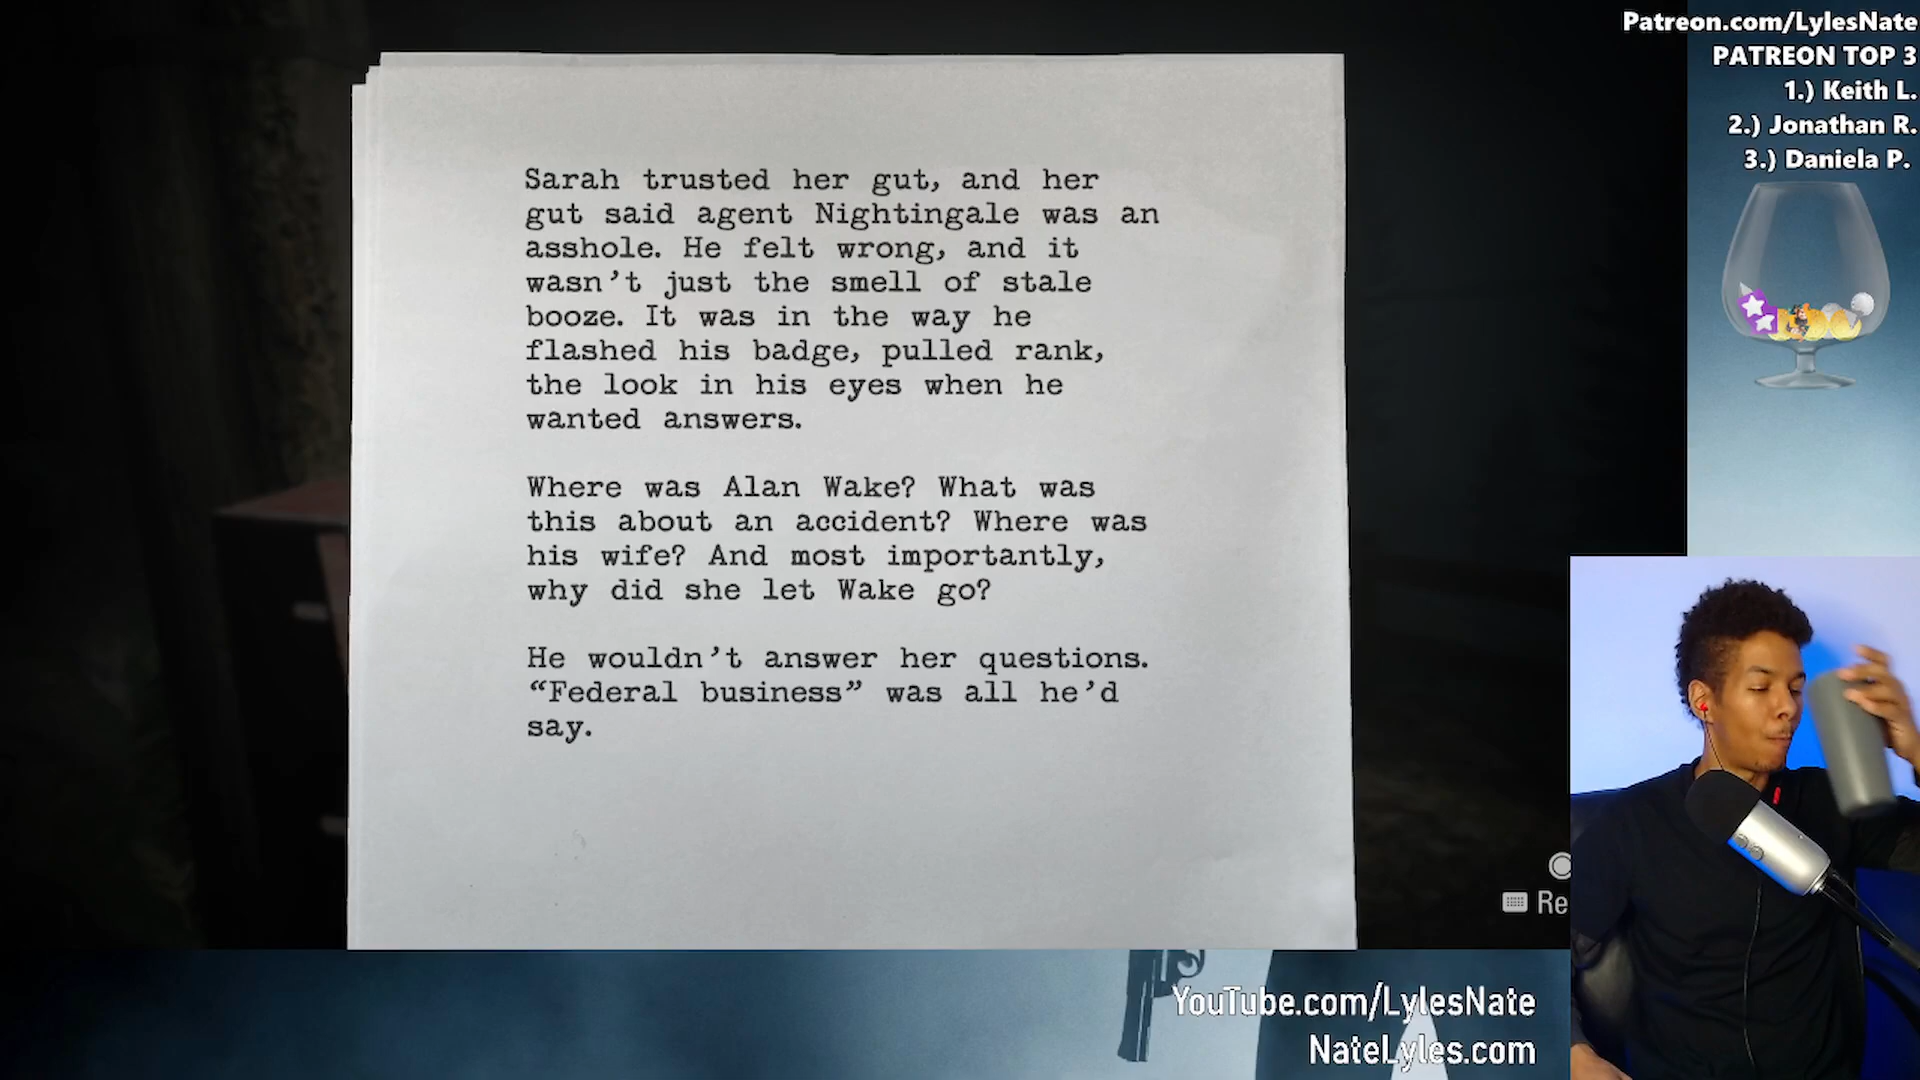 Patreon.com/LylesNate
PATREON TOP 3
1.) Keith L.
2.) Jonathan R.
3.) Daniela P.
Sarah trusted her gut, and her
gut said agent Nightingale was an
asshole. He felt wrong, and it
wasn’t just the smell of stale
booze. It was in the way he
flashed his badge, pulled rank,
the look in his eyes when he
wanted answers.
Where was Alan Wake? What was
this about an accident? Where was
his wife? And most importantly,
why did she let Wake go?
He wouldn’t answer her questions.
“Federal business” was all he’d
say.
Re
YouTube.com/LylesNate
NateLyles.com